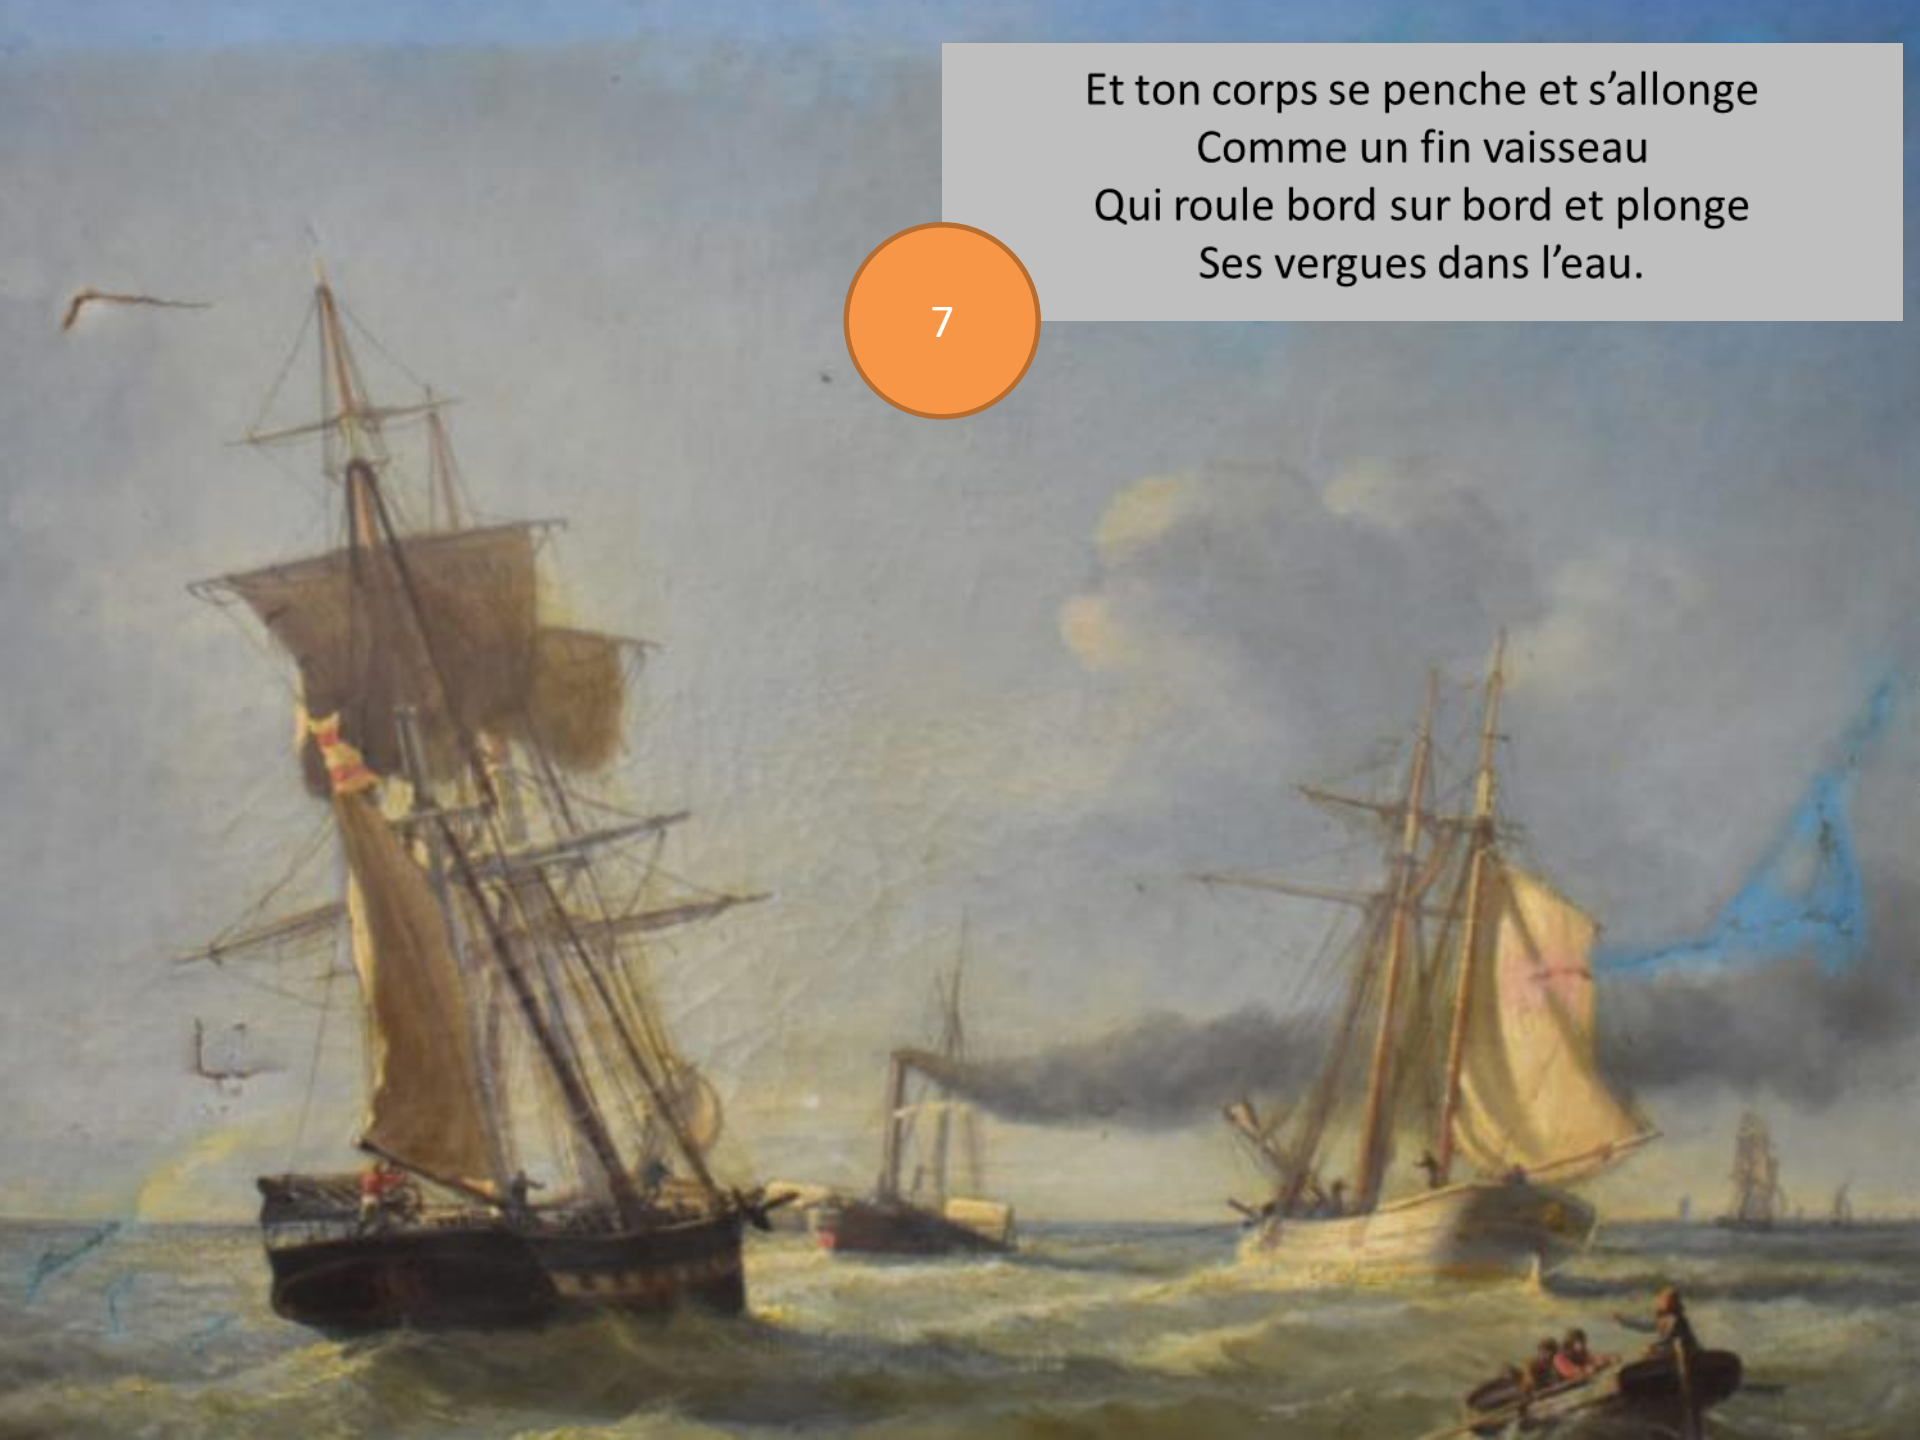 Et ton corps se penche et s’allonge
Comme un fin vaisseau
Qui roule bord sur bord et plonge
Ses vergues dans l’eau.
7